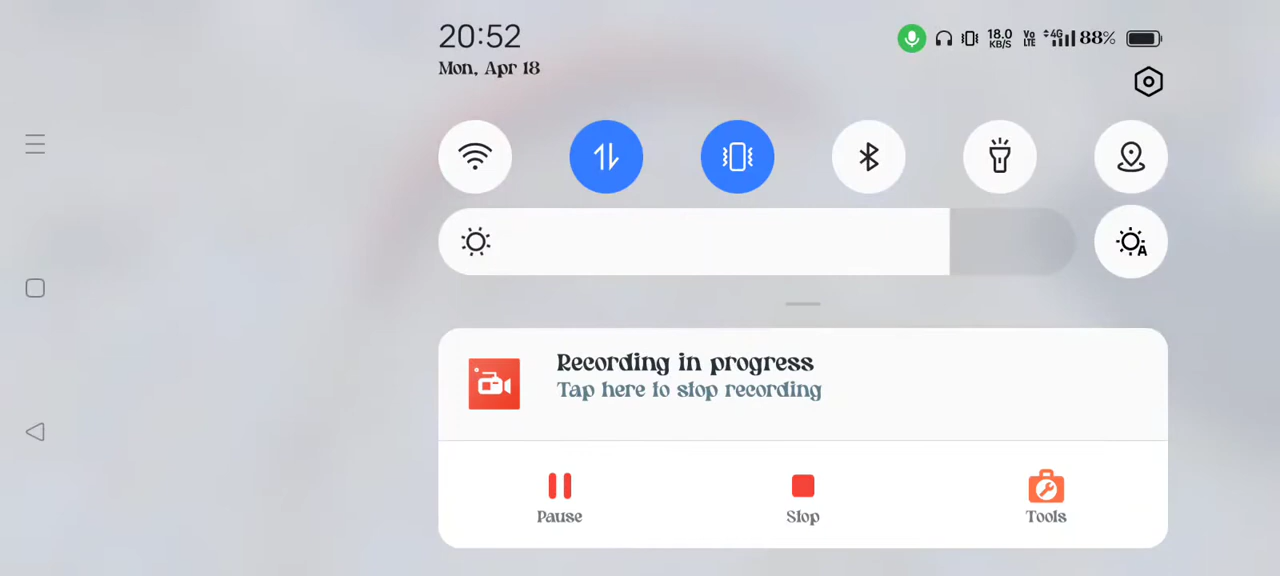 20:52
Mon, Apr 18
18.0
KB/S
Vo
LTE
4G
88%
A
Recording in progress
Tap here to stop recording
Pause
Stop
Tools